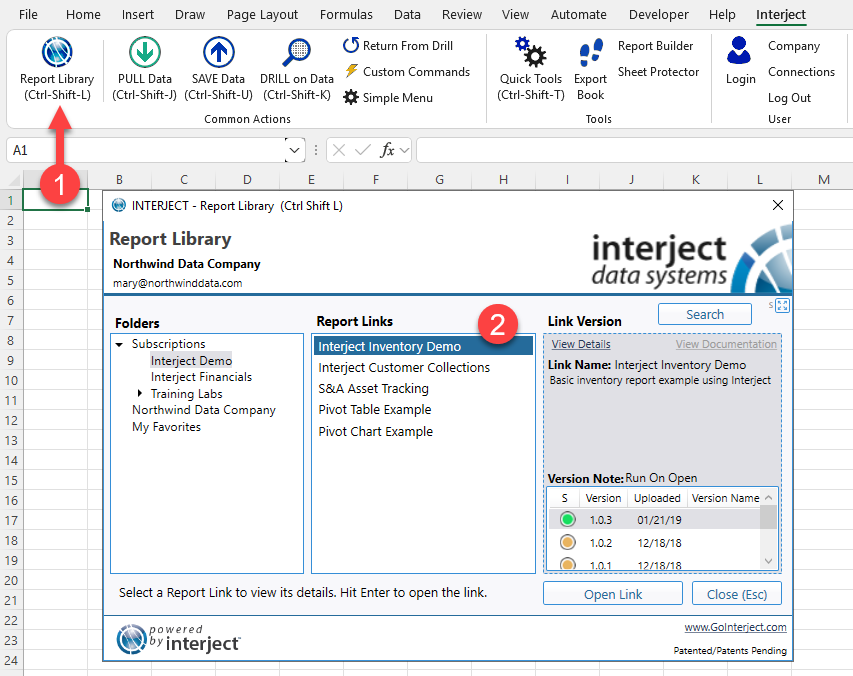 File Home Insert Draw Page Layout Formulas Data Review View Automate Developer Help Interject
Report Library (Ctrl-Shift-L)
PULL Data (Ctrl-Shift-J)
SAVE Data (Ctrl-Shift-U)
DRILL on Data (Ctrl-Shift-K)
Return From Drill
Custom Commands
Simple Menu
Common Actions
Quick Tools (Ctrl-Shift-T)
Export Book
Report Builder
Sheet Protector
Tools
Login
Company
Connections
Log Out
User
A1
fx
1
B C D E F G H I J K L M
1
2
3
4
5
6
7
8
9
10
11
12
13
14
15
16
17
18
19
20
21
22
23
24
INTERJECT - Report Library (Ctrl Shift L)
Report Library
Northwind Data Company
mary@northwinddata.com
interject
data systems
Folders
Subscriptions
Interject Demo
Interject Financials
Training Labs
Northwind Data Company
My Favorites
Report Links
2
Interject Inventory Demo
Interject Customer Collections
S&A Asset Tracking
Pivot Table Example
Pivot Chart Example
Link Version
Search
S
View Details View Documentation
Link Name: Interject Inventory Demo
Basic inventory report example using Interject
Version Note: Run On Open
S Version Uploaded Version Name
1.0.3 01/21/19
1.0.2 12/18/18
1.0.1 12/18/18
Select a Report Link to view its details. Hit Enter to open the link.
Open Link
Close (Esc)
powered
by interject
www.GoInterject.com
Patented/Patents Pending